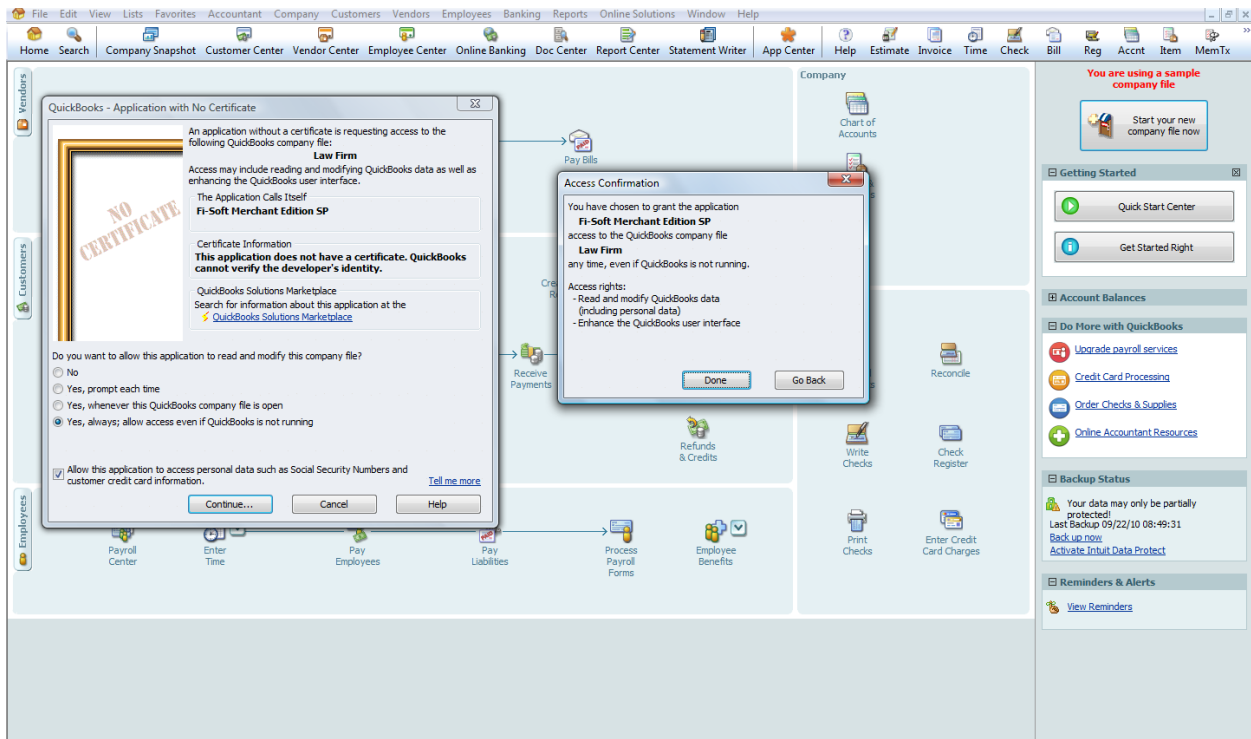 File Edit View Lists Favorites Accountant Company Customers Vendors Employees Banking Reports Online Solutions Window Help
Home Search Company Snapshot Customer Center Vendor Center Employee Center Online Banking Doc Center Report Center Statement Writer App Center Help Estimate Invoice Time Check Bill Reg Accnt Item MemTx
Vendors
QuickBooks - Application with No Certificate
NO
CERTIFICATE
An application without a certificate is requesting access to the
following QuickBooks company file:
Law Firm
Access may include reading and modifying QuickBooks data as well as
enhancing the QuickBooks user interface.
The Application Calls Itself
Fi-Soft Merchant Edition SP
Certificate Information
This application does not have a certificate. QuickBooks
cannot verify the developer's identity.
QuickBooks Solutions Marketplace
Search for information about this application at the
QuickBooks Solutions Marketplace
Do you want to allow this application to read and modify this company file?
No
Yes, prompt each time
Yes, whenever this QuickBooks company file is open
Yes, always; allow access even if QuickBooks is not running
Allow this application to access personal data such as Social Security Numbers and
customer credit card information.
Tell me more
Continue... Cancel Help
Pay Bills
Access Confirmation
You have chosen to grant the application
Fi-Soft Merchant Edition SP
access to the QuickBooks company file
Law Firm
any time, even if QuickBooks is not running.
Access rights:
- Read and modify QuickBooks data
(including personal data)
- Enhance the QuickBooks user interface
Done Go Back
Customers
Receive
Payments
Refunds
& Credits
Employees
Payroll
Center
Enter
Time
Pay
Employees
Pay
Liabilities
Process
Payroll
Forms
Employee
Benefits
Company
Chart of
Accounts
Reconcile
Write
Checks
Check
Register
Print
Checks
Enter Credit
Card Charges
You are using a sample
company file
Start your new
company file now
Getting Started
Quick Start Center
Get Started Right
Account Balances
Do More with QuickBooks
Upgrade payroll services
Credit Card Processing
Order Checks & Supplies
Online Accountant Resources
Backup Status
Your data may only be partially
protected!
Last Backup 09/22/10 08:49:31
Back up now
Activate Intuit Data Protect
Reminders & Alerts
View Reminders